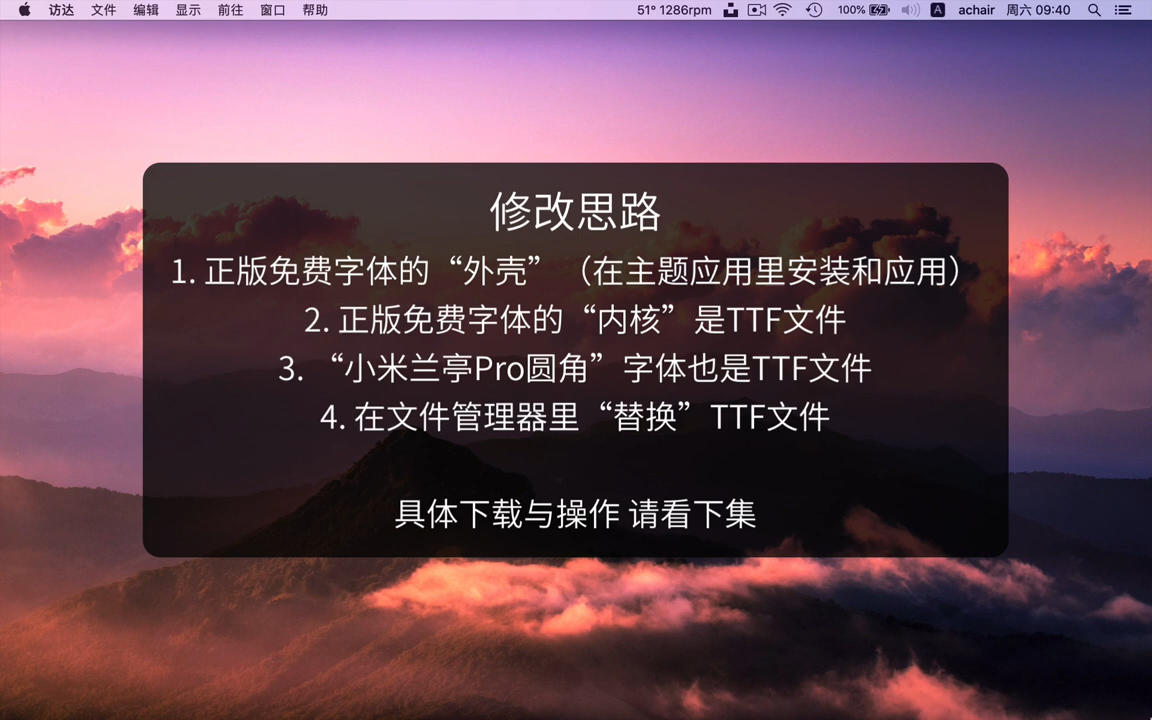 访达 文件 编辑 显示 前往 窗口 帮助 51° 1286rpm 100% A achair 周六 09:40
修改思路
1. 正版免费字体的“外壳”（在主题应用里安装和应用）
2. 正版免费字体的“内核”是TTF文件
3. “小米兰亭Pro圆角”字体也是TTF文件
4. 在文件管理器里“替换”TTF文件
具体下载与操作 请看下集